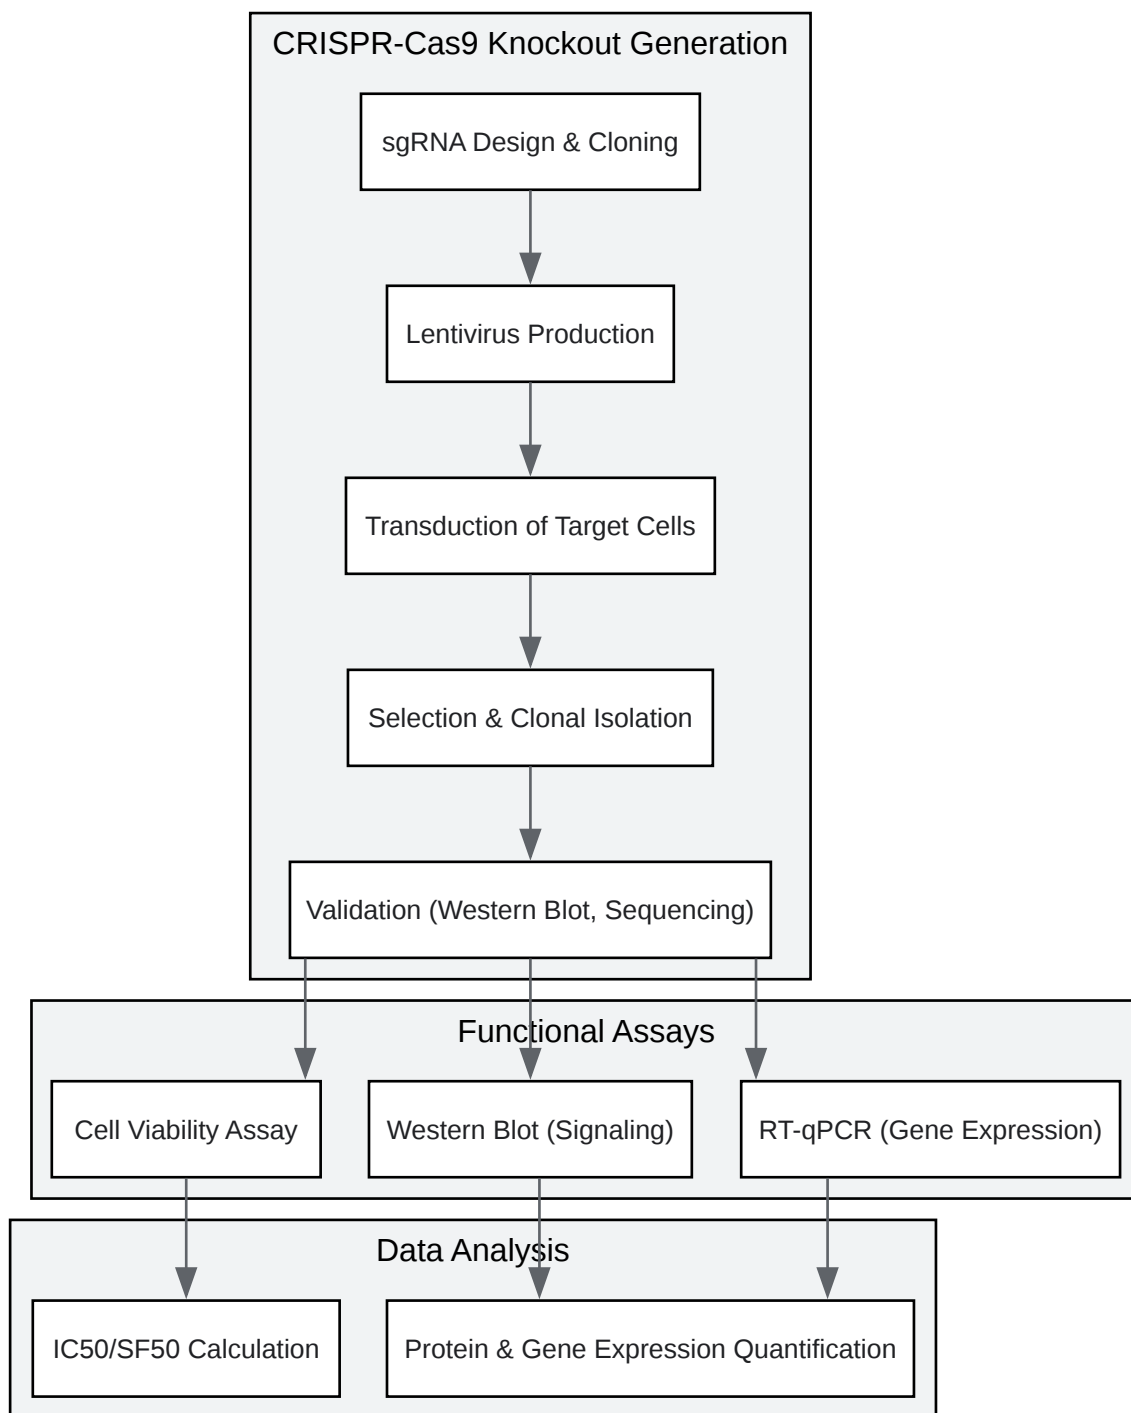 CRISPR-Cas9 Knockout Generation
sgRNA Design & Cloning
Lentivirus Production
Transduction of Target Cells
Selection & Clonal Isolation
Validation (Western Blot, Sequencing)
Functional Assays
Cell Viability Assay
Western Blot (Signaling)
RT-qPCR (Gene Expression)
Data Analysis
IC50/SF50 Calculation
Protein & Gene Expression Quantification